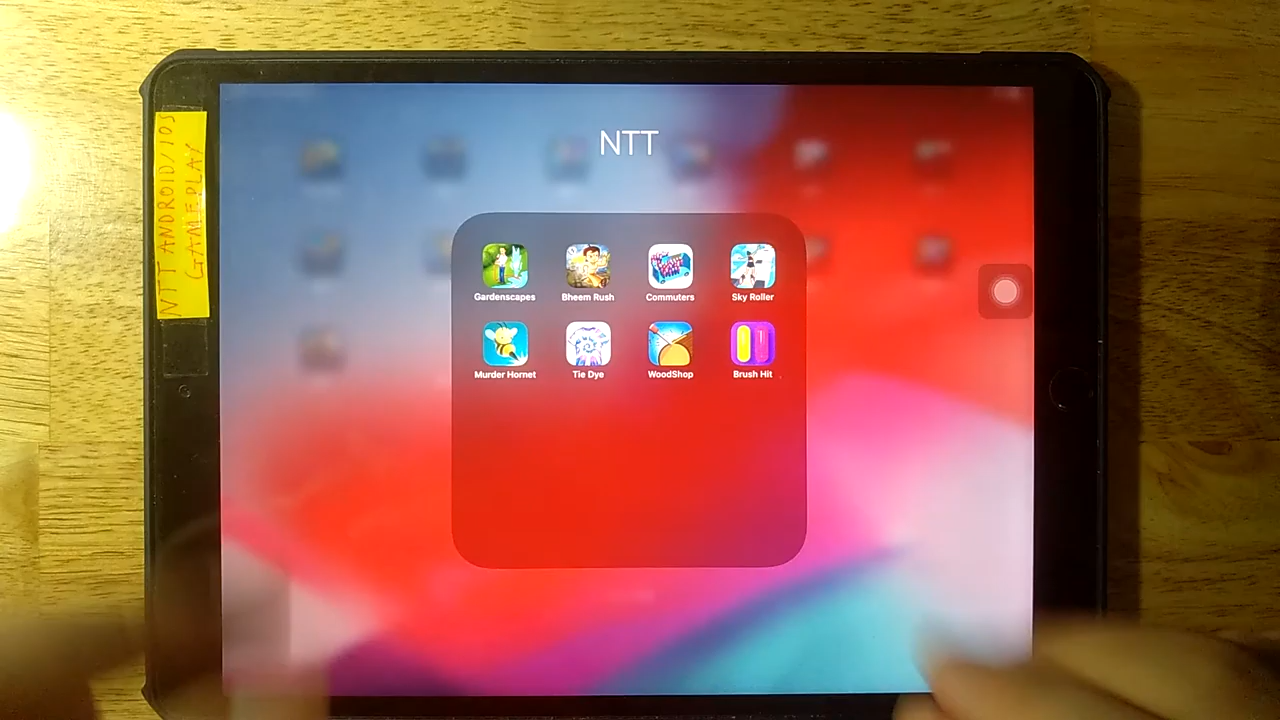 NTT ANDROID/IOS
GAMEPLAY
NTT
Gardenscapes
Bheem Rush
Commuters
Sky Roller
Murder Hornet
Tie Dye
WoodShop
Brush Hit